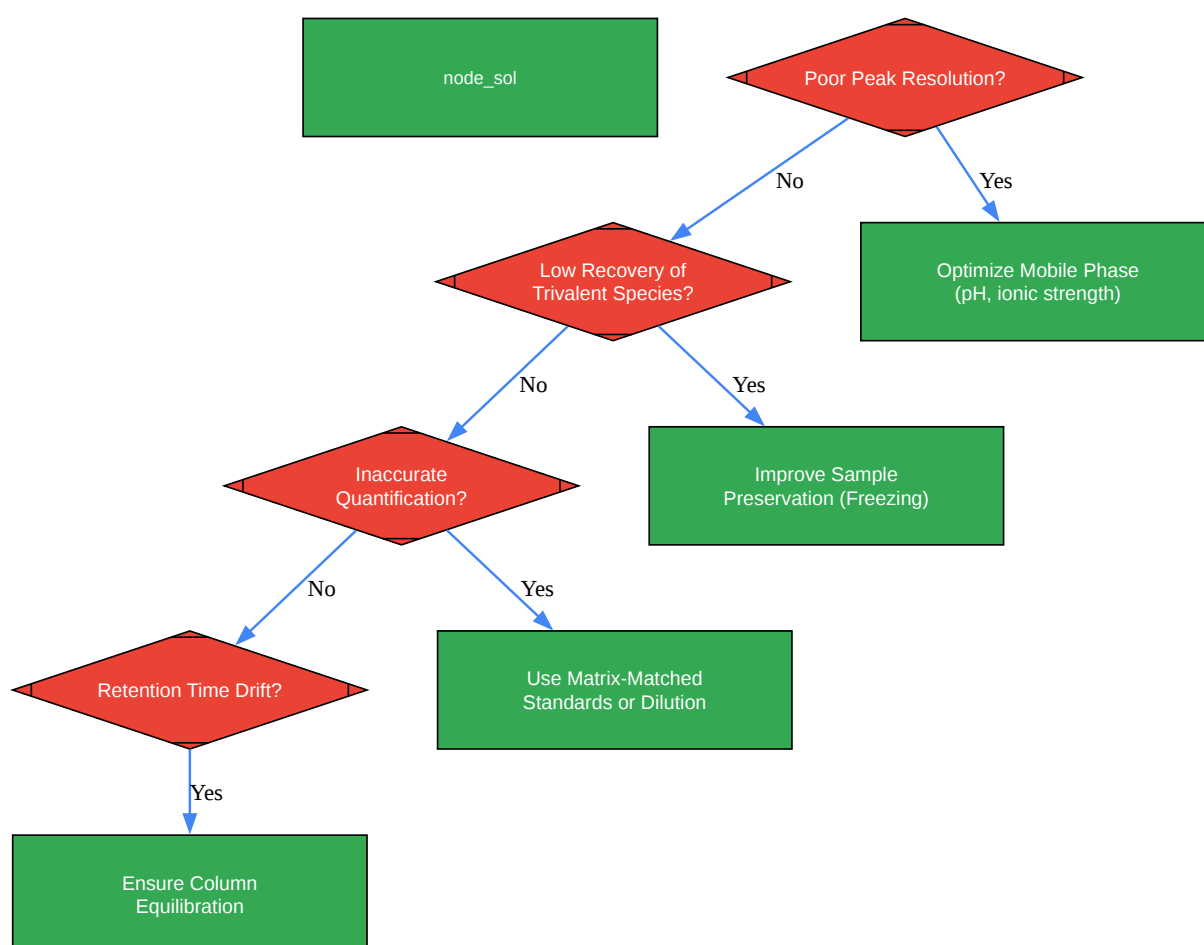 node_sol
Poor Peak Resolution?
No
Yes
Low Recovery of
Trivalent Species?
Optimize Mobile Phase
(pH, ionic strength)
No
Yes
Inaccurate
Quantification?
Improve Sample
Preservation (Freezing)
No
Yes
Retention Time Drift?
Use Matrix-Matched
Standards or Dilution
Yes
Ensure Column
Equilibration